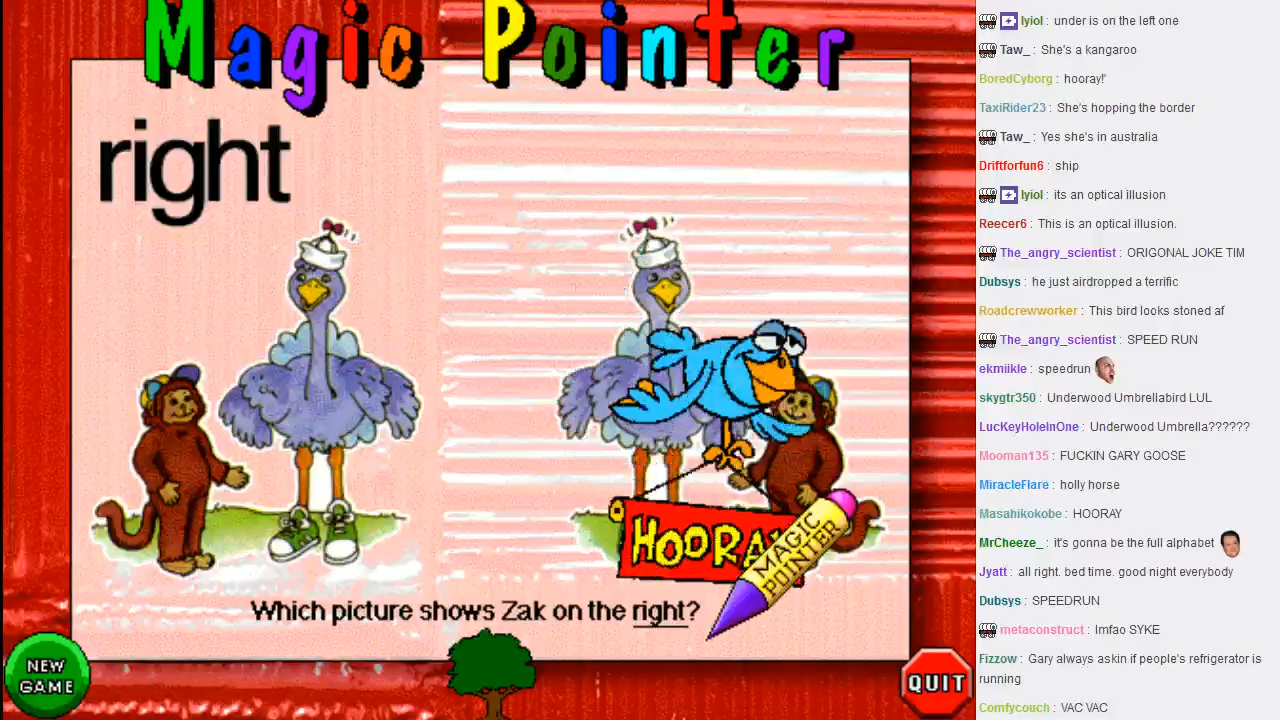 Magic Pointer
right
HOORA
MAGIC
POINTER
Which picture shows Zak on the right?
NEW
GAME
QUIT
lyiol : under is on the left one
Taw_ : She's a kangaroo
BoredCyborg : hooray!'
TaxiRider23 : She's hopping the border
Taw_ : Yes she's in australia
Driftforfun6 : ship
lyiol : its an optical illusion
Reecer6 : This is an optical illusion.
The_angry_scientist : ORIGONAL JOKE TIM
Dubsys : he just airdropped a terrific
Roadcrewworker : This bird looks stoned af
The_angry_scientist : SPEED RUN
ekmiikle : speedrun
skygtr350 : Underwood Umbrellabird LUL
LucKeyHoleInOne : Underwood Umbrella??????
Mooman135 : FUCKIN GARY GOOSE
MiracleFlare : holly horse
Masahikokobe : HOORAY
MrCheeze_ : it's gonna be the full alphabet
Jyatt : all right. bed time. good night everybody
Dubsys : SPEEDRUN
metaconstruct : lmfao SYKE
Fizzow : Gary always askin if people's refrigerator is
running
Comfycouch : VAC VAC